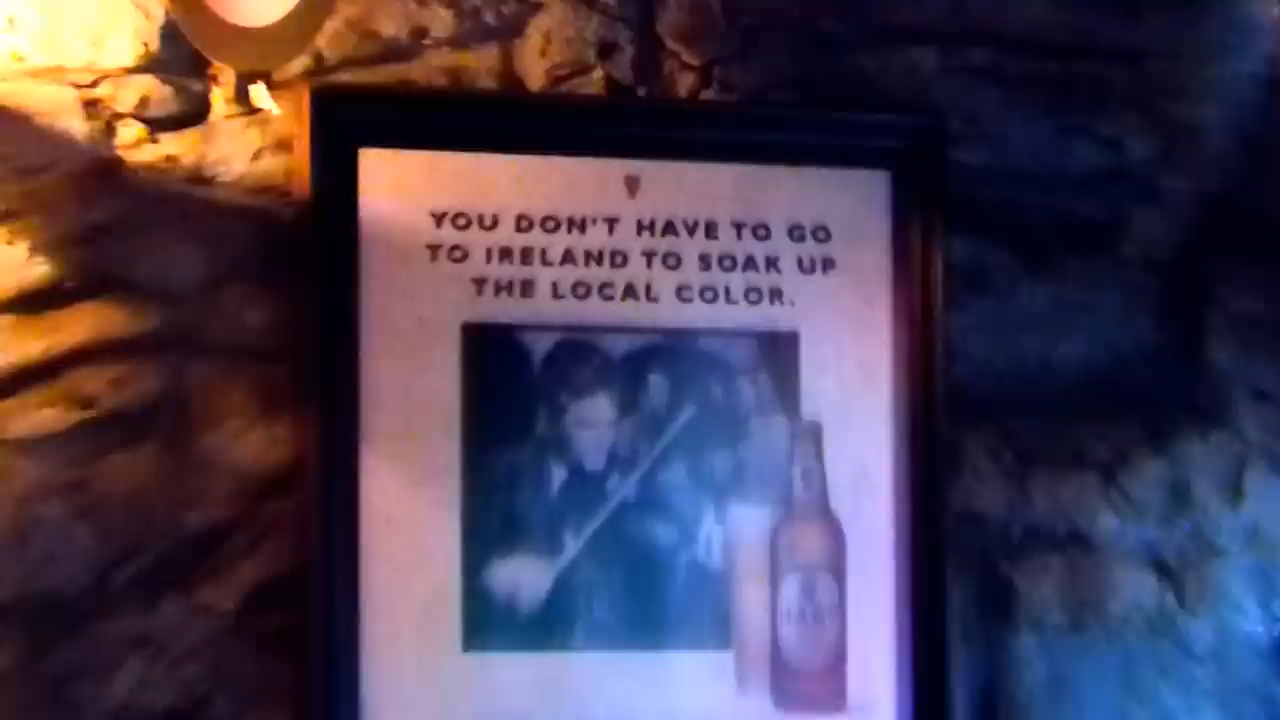 YOU DON'T HAVE TO GO
TO IRELAND TO SOAK UP
THE LOCAL COLOR.